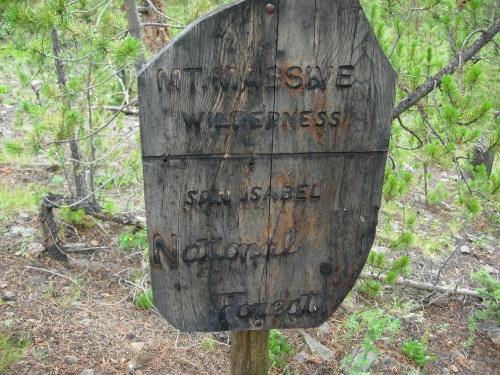 MT. MASSIVE
WILDERNESS
SAN ISABEL
National
Forest